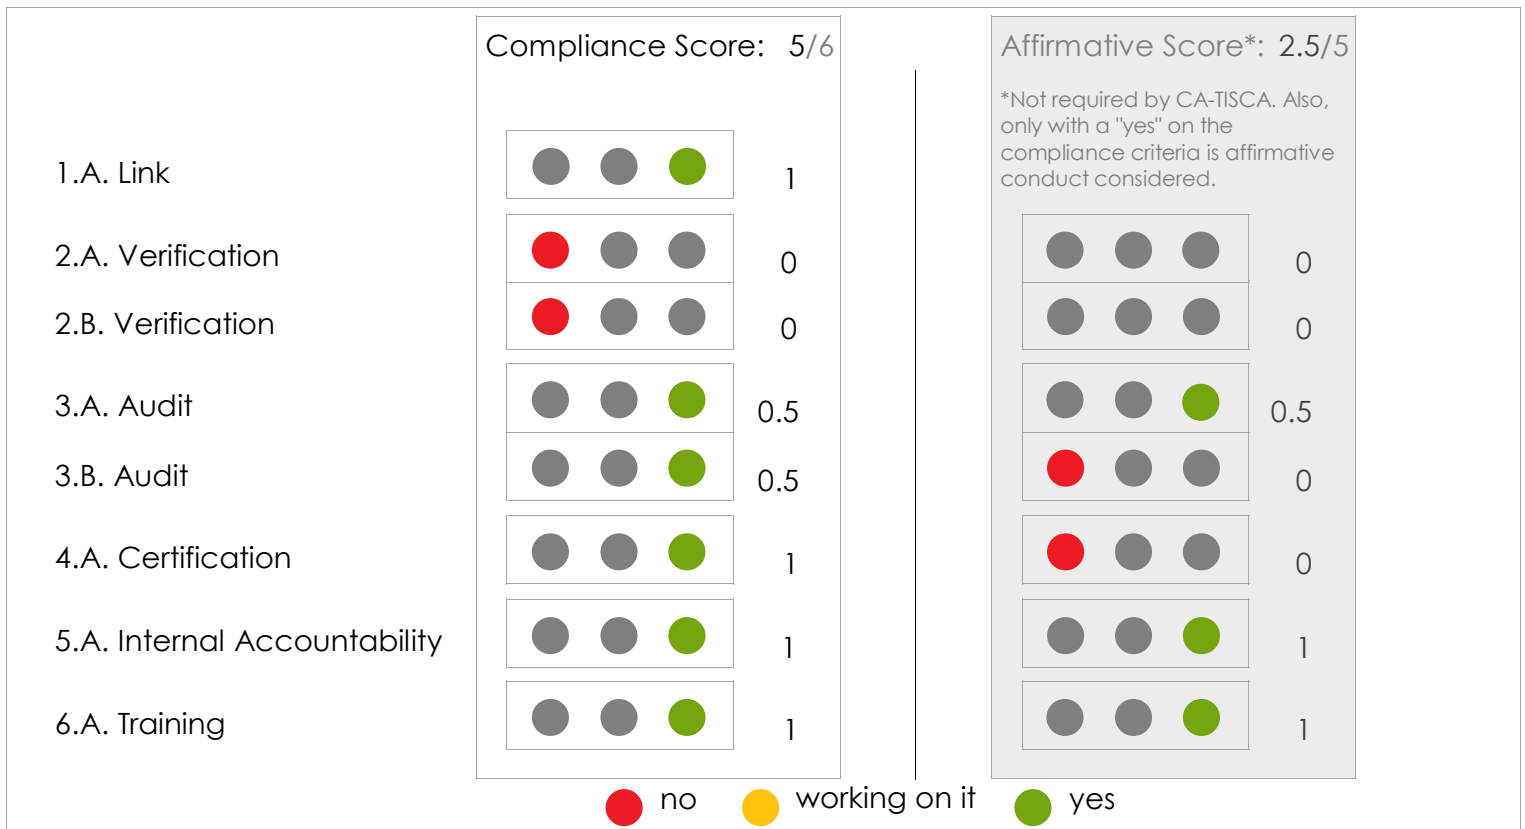 Compliance Score: 5/6
Affirmative Score*: 2.5/5
*Not required by CA-TISCA. Also,
only with a "yes" on the
compliance criteria is affirmative
conduct considered.
1.A. Link 1
2.A. Verification 0 0
2.B. Verification 0 0
3.A. Audit 0.5 0.5
3.B. Audit 0.5 0
4.A. Certification 1 0
5.A. Internal Accountability 1 1
6.A. Training 1 1
no working on it yes